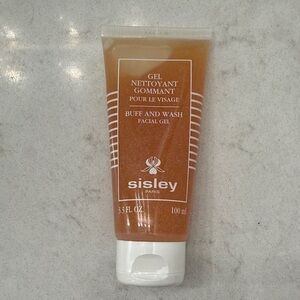 GEL
NETTOYANT
GOMMANT
POUR LE VISAGE
BUFF AND WASH
FACIAL GEL
sisley
PARIS
3.3 FL. OZ. 100 ml